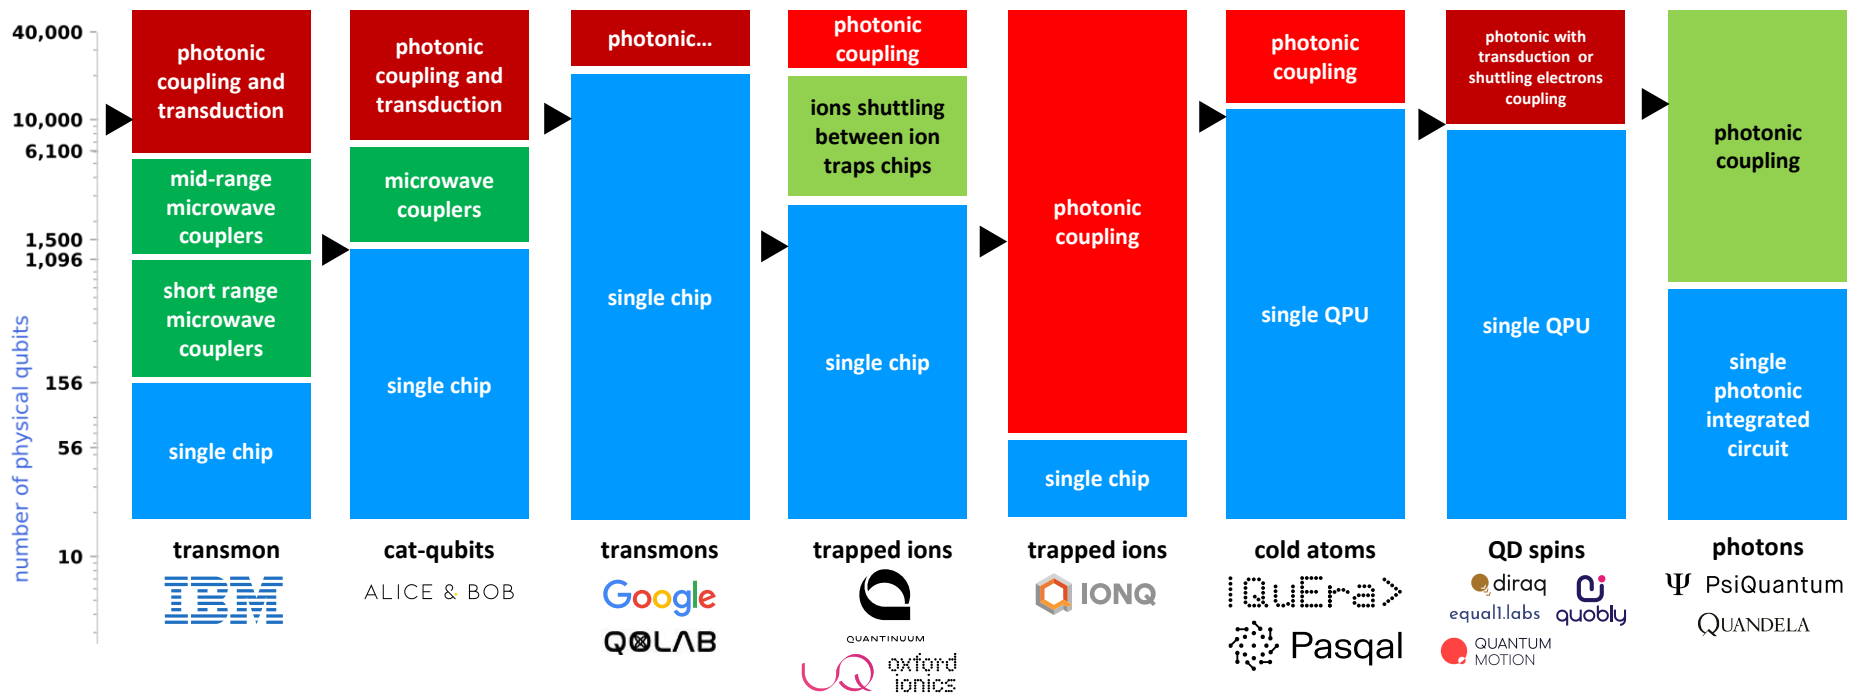 40,000
10,000
6,100
1,500
1,096
156
56
10
number of physical qubits
photonic
coupling and
transduction
mid-range
microwave
couplers
short range
microwave
couplers
single chip
transmon
IBM
photonic
coupling and
transduction
microwave
couplers
single chip
cat-qubits
ALICE & BOB
photonic...
single chip
transmons
Google
QOLAB
photonic
coupling
ions shuttling
between ion
traps chips
single chip
trapped ions
QUANTINUUM
oxford
ionics
photonic
coupling
single chip
trapped ions
IONQ
photonic
coupling
single QPU
cold atoms
|QuEra>
Pasqal
photonic with
transduction or
shuttling electrons
coupling
single QPU
QD spins
diraq
equal1.labs
quobly
QUANTUM
MOTION
photonic
coupling
single
photonic
integrated
circuit
photons
Ψ PsiQuantum
QUANDELA